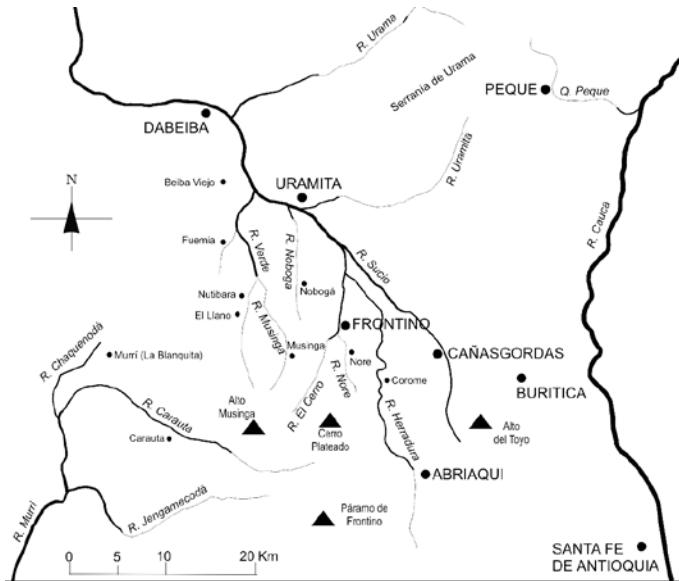 R. Urama
Serrania de Urama
PEQUE
Q. Peque
DABEIBA
Beiba Viejo
URAMITA
R. Uramita
N
R. Cauca
Fuemia
R. Verde
R. Noboga
R. Sucio
Nutibara
Nobogá
El Llano
R. Musinga
FRONTINO
Musinga
Nore
CAÑASGORDAS
R. Chaquenodá
Murrí (La Blanquita)
R. Nore
Corome
BURITICA
R. Carauta
Alto
Musinga
R. El Cerro
Cerro
Plateado
R. Herradura
Alto
del Toyo
Carauta
ABRIAQUI
R. Murrí
R. Jengamecodá
Páramo de
Frontino
SANTA FE
DE ANTIOQUIA
0 5 10 20 Km